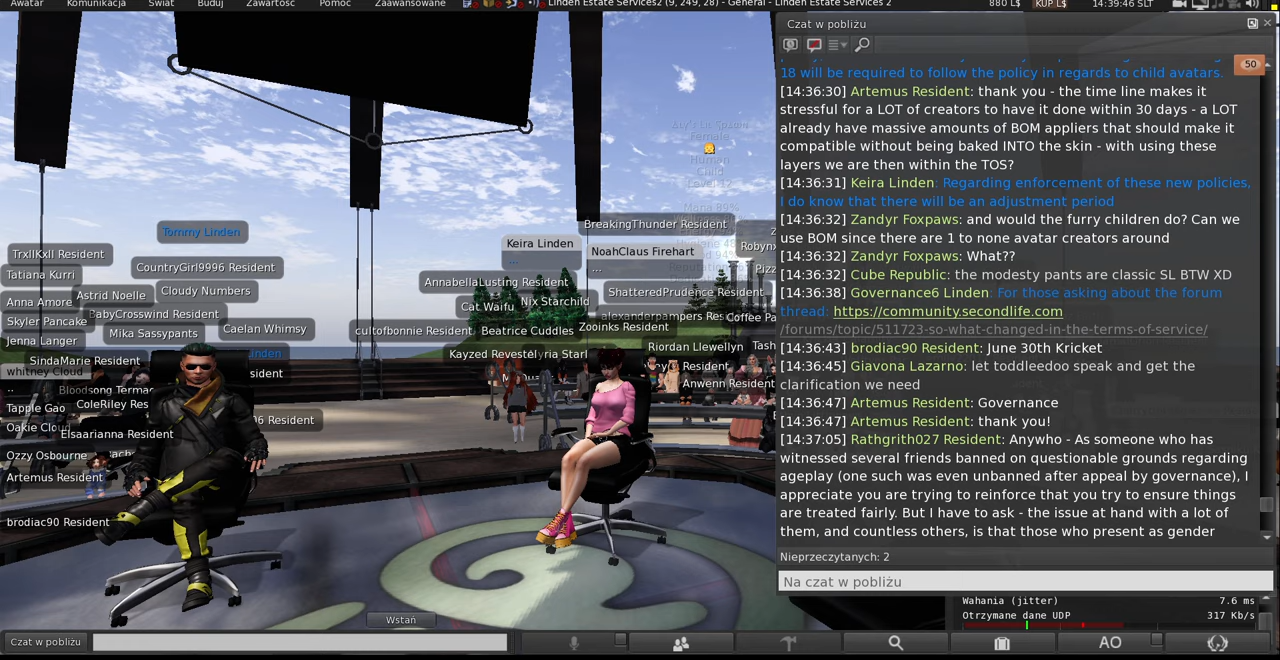 Awatar Komunikacja Świat Buduj Zawartość Pomoc Zaawansowane Linden Estate Services2 (9, 249, 28) - General - Linden Estate Services 2 880 L$ KUP L$ 14:39:46 SLT
Czat w pobliżu
50
18 will be required to follow the policy in regards to child avatars.
[14:36:30] Artemus Resident: thank you - the time line makes it
stressful for a LOT of creators to have it done within 30 days - a LOT
already have massive amounts of BOM appliers that should make it
compatible without being baked INTO the skin - with using these
layers we are then within the TOS?
[14:36:31] Keira Linden: Regarding enforcement of these new policies,
I do know that there will be an adjustment period
[14:36:32] Zandyr Foxpaws: and would the furry children do? Can we
use BOM since there are 1 to none avatar creators around
[14:36:32] Zandyr Foxpaws: What??
[14:36:32] Cube Republic: the modesty pants are classic SL BTW XD
[14:36:38] Governance6 Linden: For those asking about the forum
thread: https://community.secondlife.com
/forums/topic/511723-so-what-changed-in-the-terms-of-service/
[14:36:43] brodiac90 Resident: June 30th Kricket
[14:36:45] Giavona Lazarno: let toddleedoo speak and get the
clarification we need
[14:36:47] Artemus Resident: Governance
[14:36:47] Artemus Resident: thank you!
[14:37:05] Rathgrith027 Resident: Anywho - As someone who has
witnessed several friends banned on questionable grounds regarding
ageplay (one such was even unbanned after appeal by governance), I
appreciate you are trying to reinforce that you try to ensure things
are treated fairly. But I have to ask - the issue at hand with a lot of
them, and countless others, is that those who present as gender
Nieprzeczytanych: 2
Na czat w pobliżu
Wahania (jitter) 7.6 ms
Otrzymane dane UDP 317 Kb/s
Female
Human
Child
BreakingThunder Resident
Tommy Linden
Keira Linden
...
NoahClaus Firehart
...
Robynx
TrxllKxll Resident
CountryGirl9996 Resident
Pizz
Tatiana Kurri
AnnabellaLusting Resident
Cloudy Numbers
ShatteredPrudence Resident
Astrid Noelle
Anna Amore
Cat Waifu
Njx Starchild
BabyCrosswind Resident
alexanderpampers Res
Coffee Pa
Skyler Pancake
Mika Sassypants
Caelan Whimsy
cultofbonnie Resident
Beatrice Cuddles
Zooinks Resident
Jenna Langer
Riordan Llewellyn
Tash
Linden
Kayzed Reveste
SindaMarie Resident
whitney Cloud
sident
Resident
Anwenn Resident
..
Bloodsong Termar
Tapple Gao
ColeRiley Res
Oakie Cloud
96 Resident
Elsaarianna Resident
Ozzy Osbourne
Artemus Resident
brodiac90 Resident
Wstań
Czat w pobliżu
AO